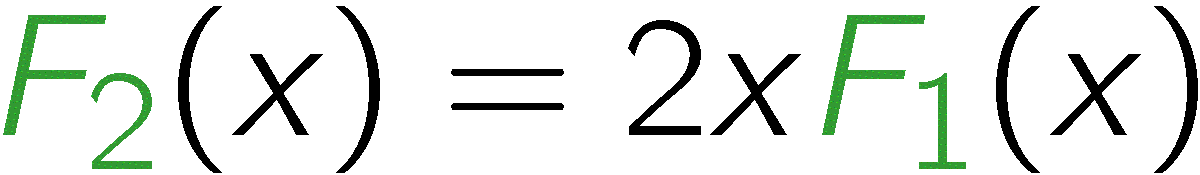 F₂(x) = 2xF₁(x)